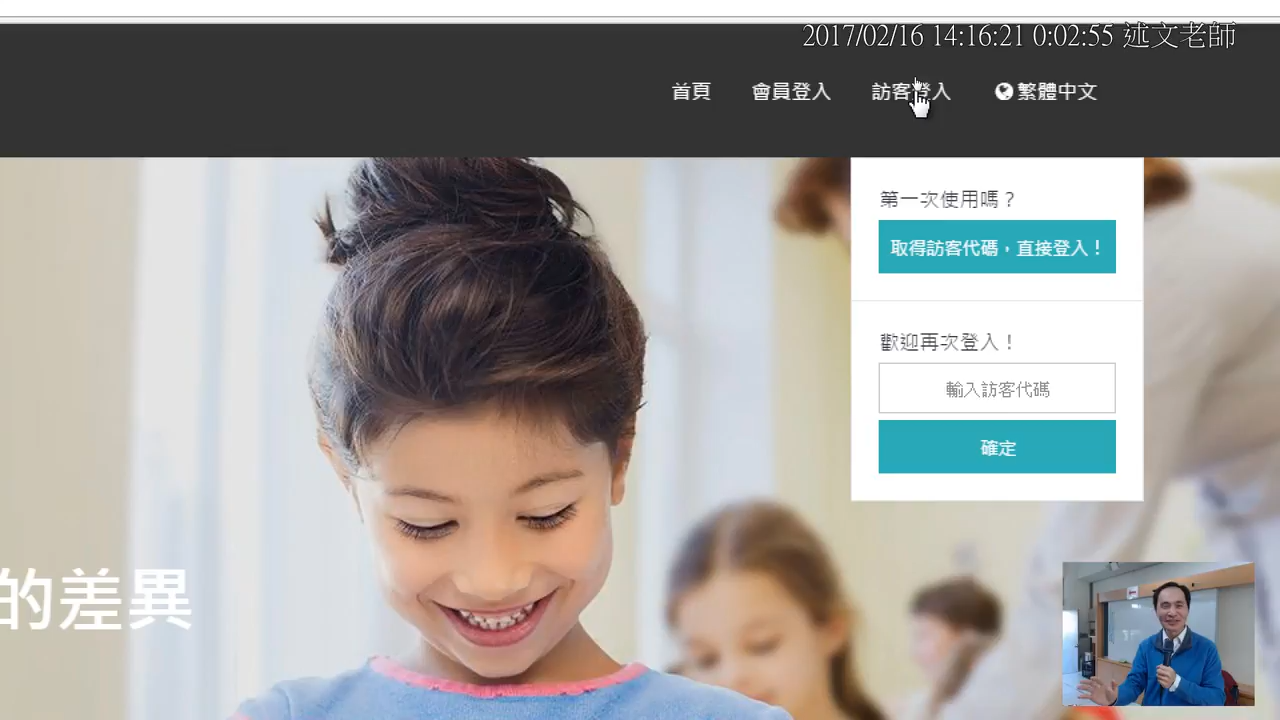 2017/02/16 14:16:21 0:02:55 述文老師
首頁 會員登入 訪客登入 繁體中文
第一次使用嗎？
取得訪客代碼，直接登入！
歡迎再次登入！
輸入訪客代碼
確定
的差異